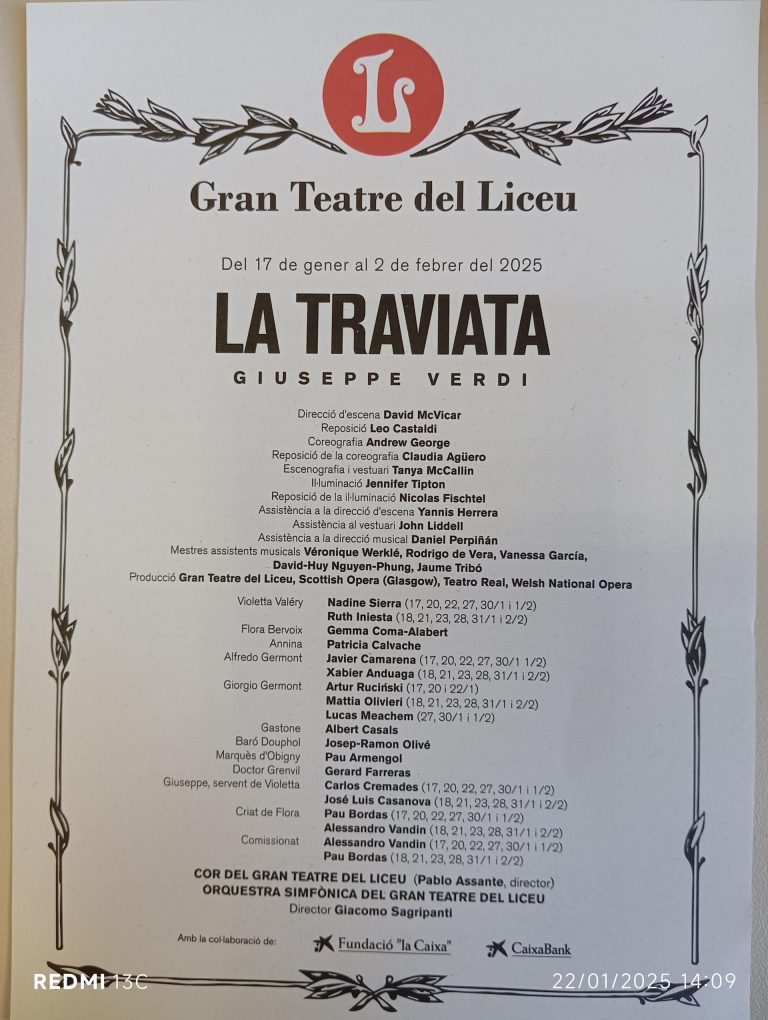 L
Gran Teatre del Liceu
Del 17 de gener al 2 de febrer del 2025
LA TRAVIATA
GIUSEPPE VERDI
Direcció d'escena David McVicar
Reposició Leo Castaldi
Coreografia Andrew George
Reposició de la coreografia Claudia Agüero
Escenografia i vestuari Tanya McCallin
Il·luminació Jennifer Tipton
Reposició de la il·luminació Nicolas Fischtel
Assistència a la direcció d'escena Yannis Herrera
Assistència al vestuari John Liddell
Assistència a la direcció musical Daniel Perpiñán
Mestres assistents musicals Véronique Werklé, Rodrigo de Vera, Vanessa García,
David-Huy Nguyen-Phung, Jaume Tribó
Producció Gran Teatre del Liceu, Scottish Opera (Glasgow), Teatro Real, Welsh National Opera
Violetta Valéry Nadine Sierra (17, 20, 22, 27, 30/1 i 1/2)
Ruth Iniesta (18, 21, 23, 28, 31/1 i 2/2)
Flora Bervoix Gemma Coma-Alabert
Annina Patricia Calvache
Alfredo Germont Javier Camarena (17, 20, 22, 27, 30/1 1/2)
Xabier Anduaga (18, 21, 23, 28, 31/1 i 2/2)
Giorgio Germont Artur Ruciński (17, 20 i 22/1)
Mattia Olivieri (18, 21, 23, 28, 31/1 i 2/2)
Lucas Meachem (27, 30/1 i 1/2)
Gastone Albert Casals
Baró Douphol Josep-Ramon Olivé
Marquès d'Obigny Pau Armengol
Doctor Grenvil Gerard Farreras
Giuseppe, servent de Violetta Carlos Cremades (17, 20, 22, 27, 30/1 i 1/2)
José Luis Casanova (18, 21, 23, 28, 31/1 i 2/2)
Criat de Flora Pau Bordas (17, 20, 22, 27, 30/1 i 1/2)
Alessandro Vandin (18, 21, 23, 28, 31/1 i 2/2)
Comissionat Alessandro Vandin (17, 20, 22, 27, 30/1 i 1/2)
Pau Bordas (18, 21, 23, 28, 31/1 i 2/2)
COR DEL GRAN TEATRE DEL LICEU (Pablo Assante, director)
ORQUESTRA SIMFÒNICA DEL GRAN TEATRE DEL LICEU
Director Giacomo Sagripanti
Amb la col·laboració de: Fundació "la Caixa" CaixaBank
REDMI 13C 22/01/2025 14:09